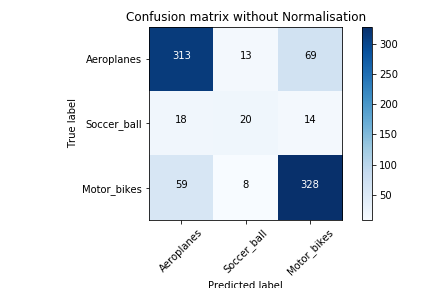 Confusion matrix without Normalisation
Aeroplanes 313 13 69
Soccer_ball 18 20 14
Motor_bikes 59 8 328
True label
Aeroplanes Soccer_ball Motor_bikes
Predicted label
300
250
200
150
100
50